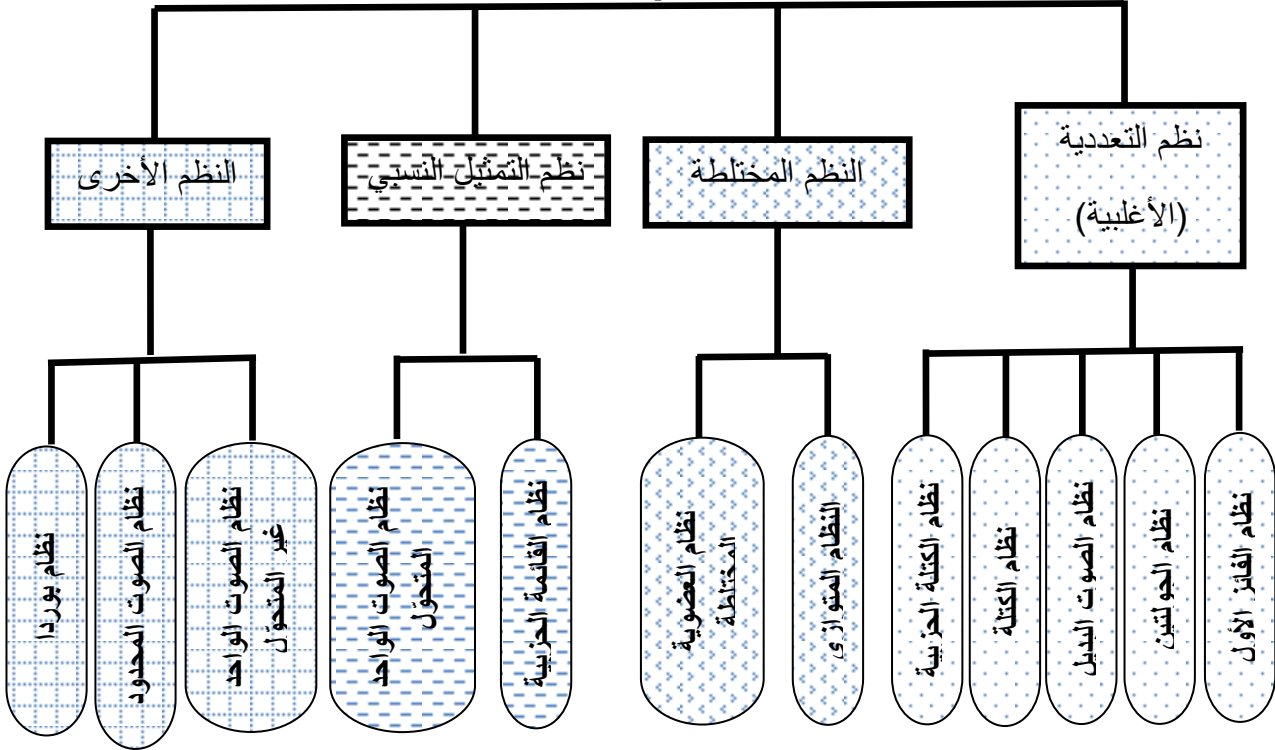 نظم التعددية
(الأغلبية)
النظم المختلطة
نظم التمثيل النسبي
النظم الأخرى
نظام الفائز الأول
نظام الجولتين
نظام الصوت البديل
نظام الكتلة
نظام الكتلة الحزبية
النظام المتوازي
نظام العضوية
المختلطة
نظام القائمة الحزبية
نظام الصوت الواحد
المتحوّل
نظام الصوت الواحد
غير المتحوّل
نظام الصوت المحدود
نظام بوردا